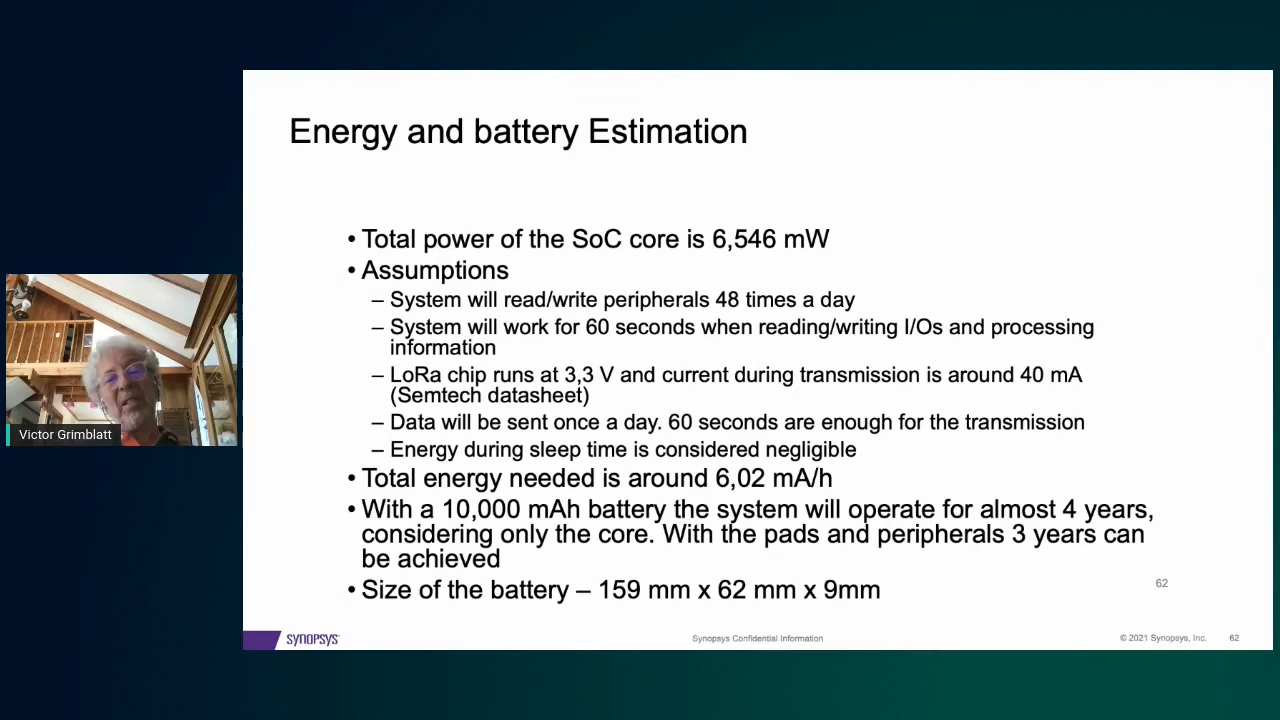 Energy and battery Estimation
• Total power of the SoC core is 6,546 mW
• Assumptions
– System will read/write peripherals 48 times a day
– System will work for 60 seconds when reading/writing I/Os and processing
information
– LoRa chip runs at 3,3 V and current during transmission is around 40 mA
(Semtech datasheet)
– Data will be sent once a day. 60 seconds are enough for the transmission
– Energy during sleep time is considered negligible
• Total energy needed is around 6,02 mA/h
• With a 10,000 mAh battery the system will operate for almost 4 years,
considering only the core. With the pads and peripherals 3 years can
be achieved
• Size of the battery – 159 mm x 62 mm x 9mm
62
Victor Grimblatt
SYNOPSYS
Synopsys Confidential Information
© 2021 Synopsys, Inc.
62